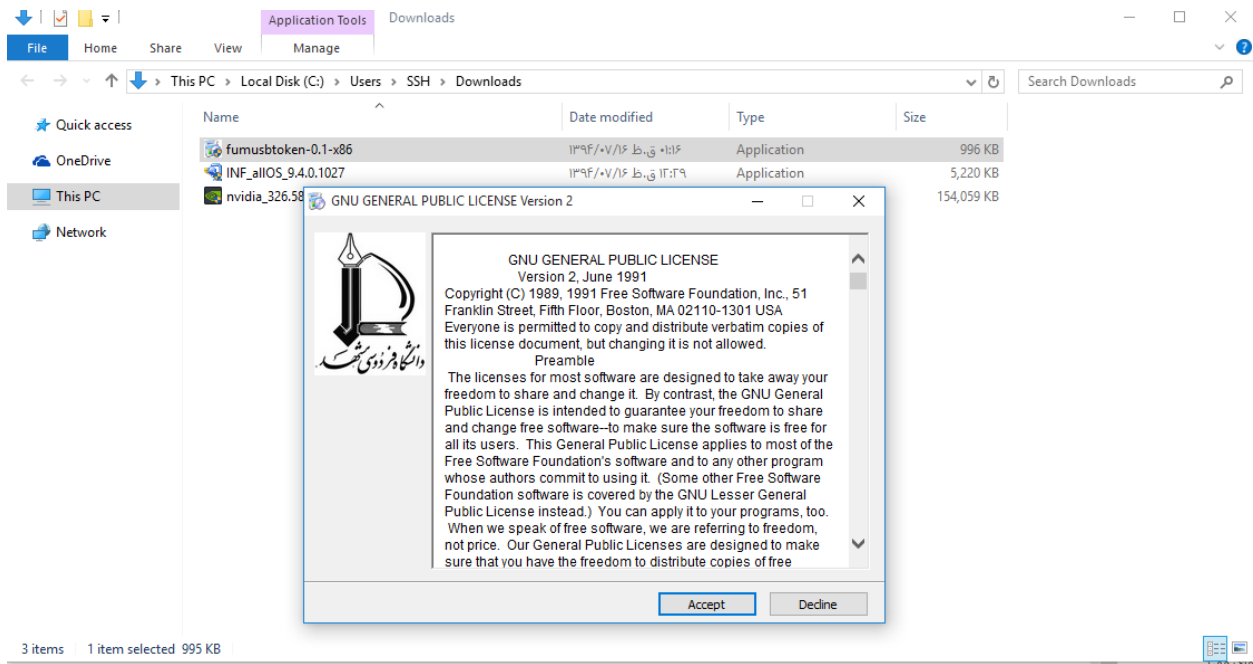 Application Tools Downloads
File Home Share View Manage
This PC › Local Disk (C:) › Users › SSH › Downloads Search Downloads
Quick access
OneDrive
This PC
Network
Name Date modified Type Size
fumusbtoken-0.1-x86 ۱۳۹۴/۰۷/۱۶ ق.ظ ۰۱:۱۶ Application 996 KB
INF_allOS_9.4.0.1027 ۱۳۹۴/۰۷/۱۶ ق.ظ ۱۲:۲۹ Application 5,220 KB
nvidia_326.58 154,059 KB
GNU GENERAL PUBLIC LICENSE Version 2
دانشگاه فردوسی مشهد
GNU GENERAL PUBLIC LICENSE
Version 2, June 1991
Copyright (C) 1989, 1991 Free Software Foundation, Inc., 51
Franklin Street, Fifth Floor, Boston, MA 02110-1301 USA
Everyone is permitted to copy and distribute verbatim copies of
this license document, but changing it is not allowed.
Preamble
The licenses for most software are designed to take away your
freedom to share and change it. By contrast, the GNU General
Public License is intended to guarantee your freedom to share
and change free software--to make sure the software is free for
all its users. This General Public License applies to most of the
Free Software Foundation's software and to any other program
whose authors commit to using it. (Some other Free Software
Foundation software is covered by the GNU Lesser General
Public License instead.) You can apply it to your programs, too.
When we speak of free software, we are referring to freedom,
not price. Our General Public Licenses are designed to make
sure that you have the freedom to distribute copies of free
Accept Decline
3 items 1 item selected 995 KB